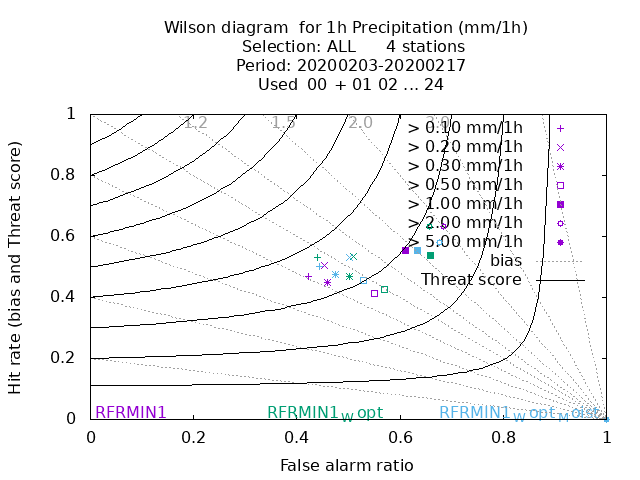 Wilson diagram for 1h Precipitation (mm/1h)
Selection: ALL 4 stations
Period: 20200203-20200217
Used 00 + 01 02 ... 24
Hit rate (bias and Threat score)
1
0.8
0.6
0.4
0.2
0
1.2
1.5
2.0
3.0
> 0.10 mm/1h
> 0.20 mm/1h
> 0.30 mm/1h
> 0.50 mm/1h
> 1.00 mm/1h
> 2.00 mm/1h
> 5.00 mm/1h
bias
Threat score
RFRMIN1 RFRMIN1W opt RFRMIN1W opt
0 0.2 0.4 0.6 0.8 1
False alarm ratio